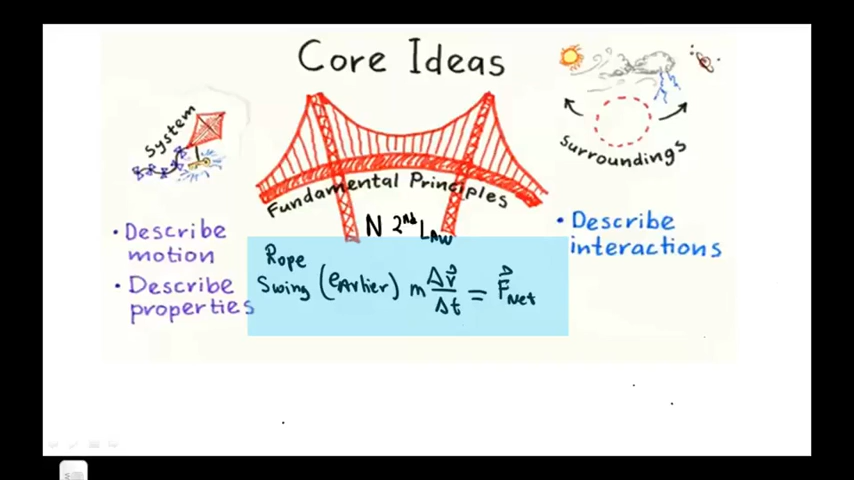 Core Ideas
System
Surroundings
Fundamental Principles
N 2nd Law
• Describe
motion
• Describe
properties
• Describe
interactions
Rope
Swing (earlier) m Δv⃗/Δt = F⃗Net